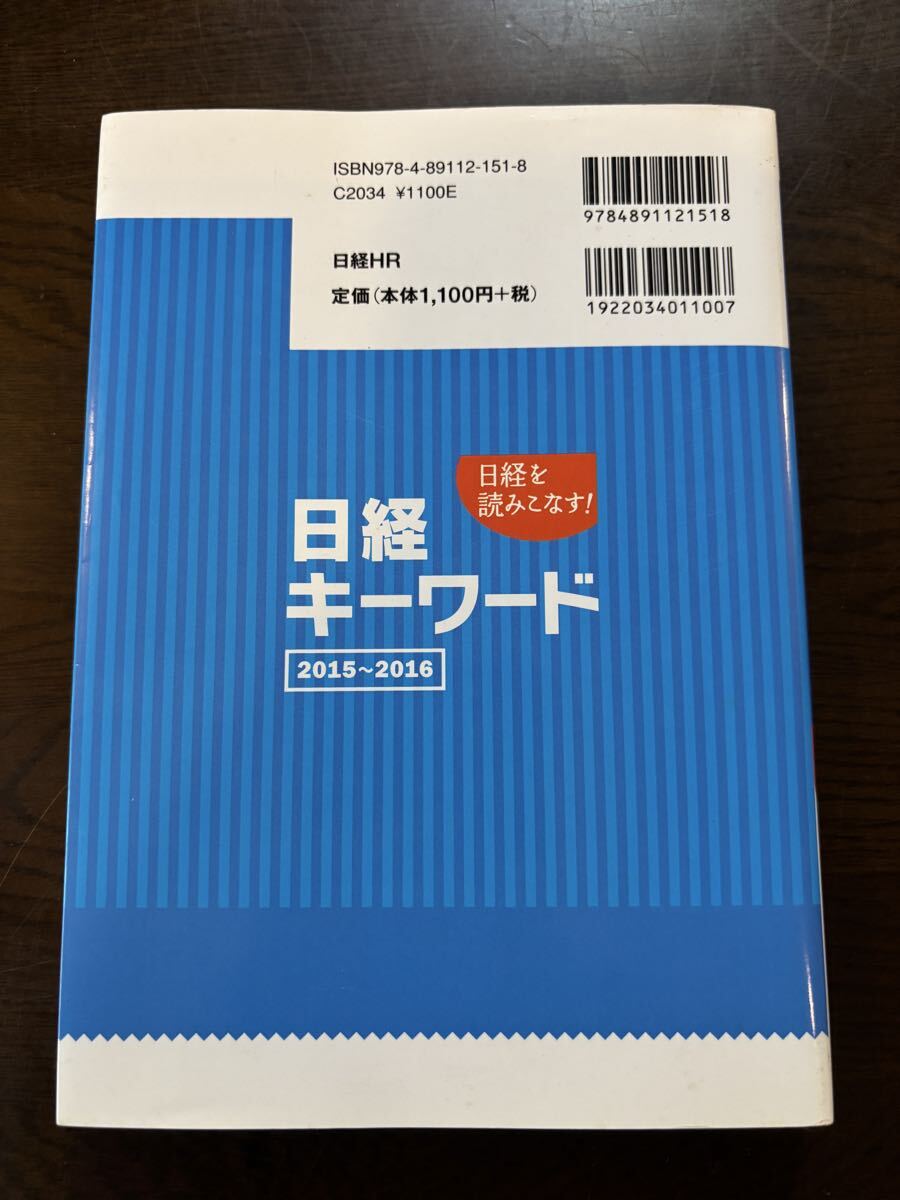 ISBN978-4-89112-151-8
C2034 ¥1100E
9784891121518
日経HR
定価(本体1,100円+税)
1922034011007
日経を
読みこなす!
日経
キーワード
2015~2016